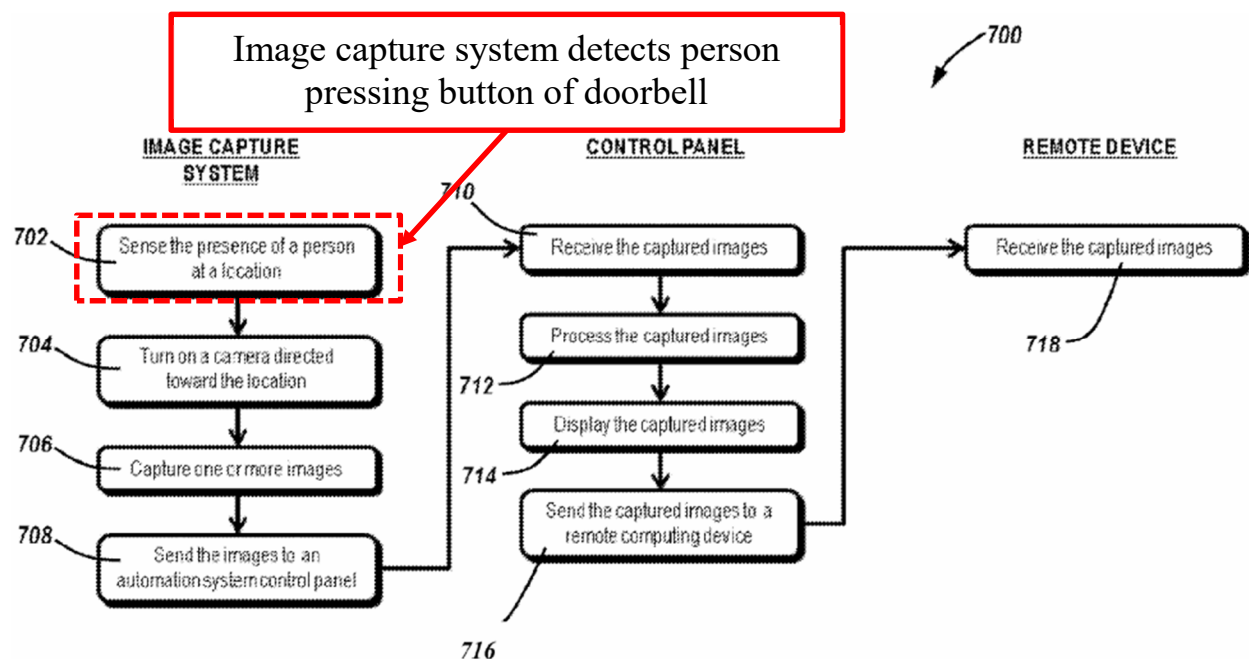 Image capture system detects person
pressing button of doorbell
700
IMAGE CAPTURE
SYSTEM
CONTROL PANEL
REMOTE DEVICE
702
Sense the presence of a person
at a location
704
Turn on a camera directed
toward the location
706
Capture one or more images
708
Send the images to an
automation system control panel
710
Receive the captured images
712
Process the captured images
714
Display the captured images
Send the captured images to a
remote computing device
716
Receive the captured images
718